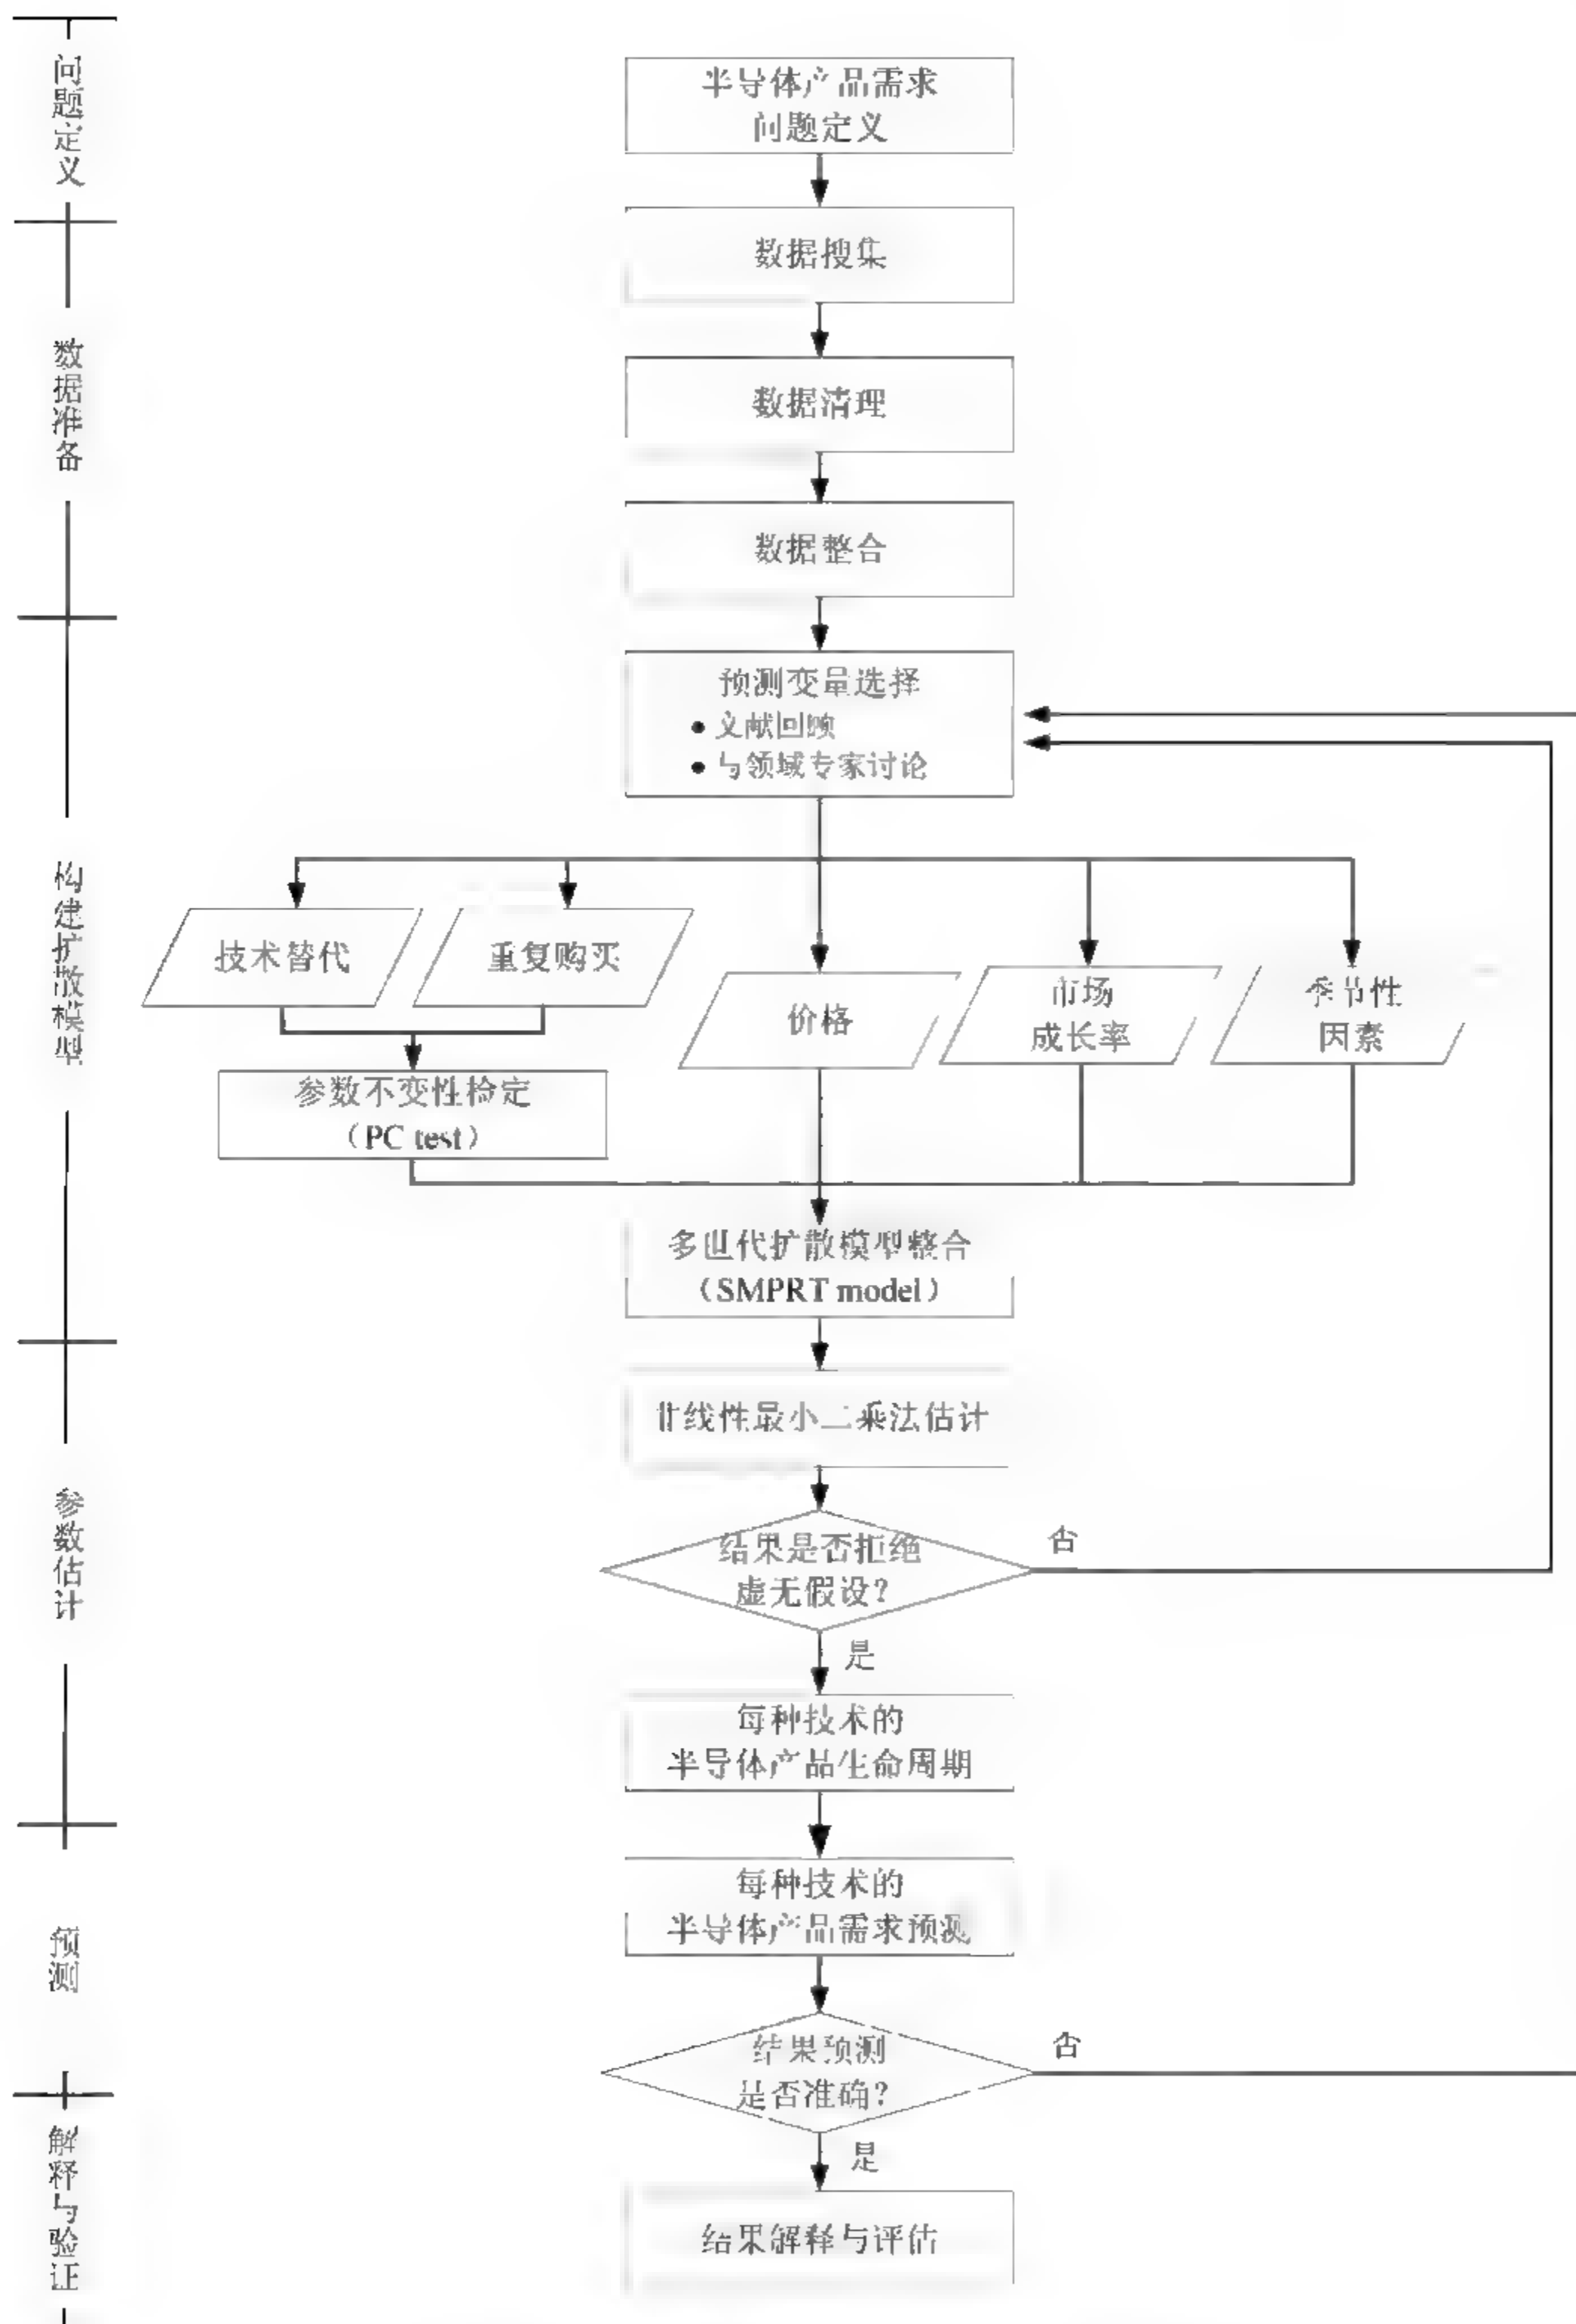 问题定义
半导体产品需求
问题定义
数据准备
数据搜集
数据清理
数据整合
构建扩散模型
预测变量选择
● 文献回顾
● 与领域专家讨论
技术替代
重复购买
价格
市场
成长率
季节性
因素
参数不变性检定
（PC test）
多世代扩散模型整合
（SMPRT model）
参数估计
非线性最小二乘法估计
结果是否拒绝
虚无假设？
否
是
每种技术的
半导体产品生命周期
预测
每种技术的
半导体产品需求预测
结果预测
是否准确？
否
是
解释与验证
结果解释与评估